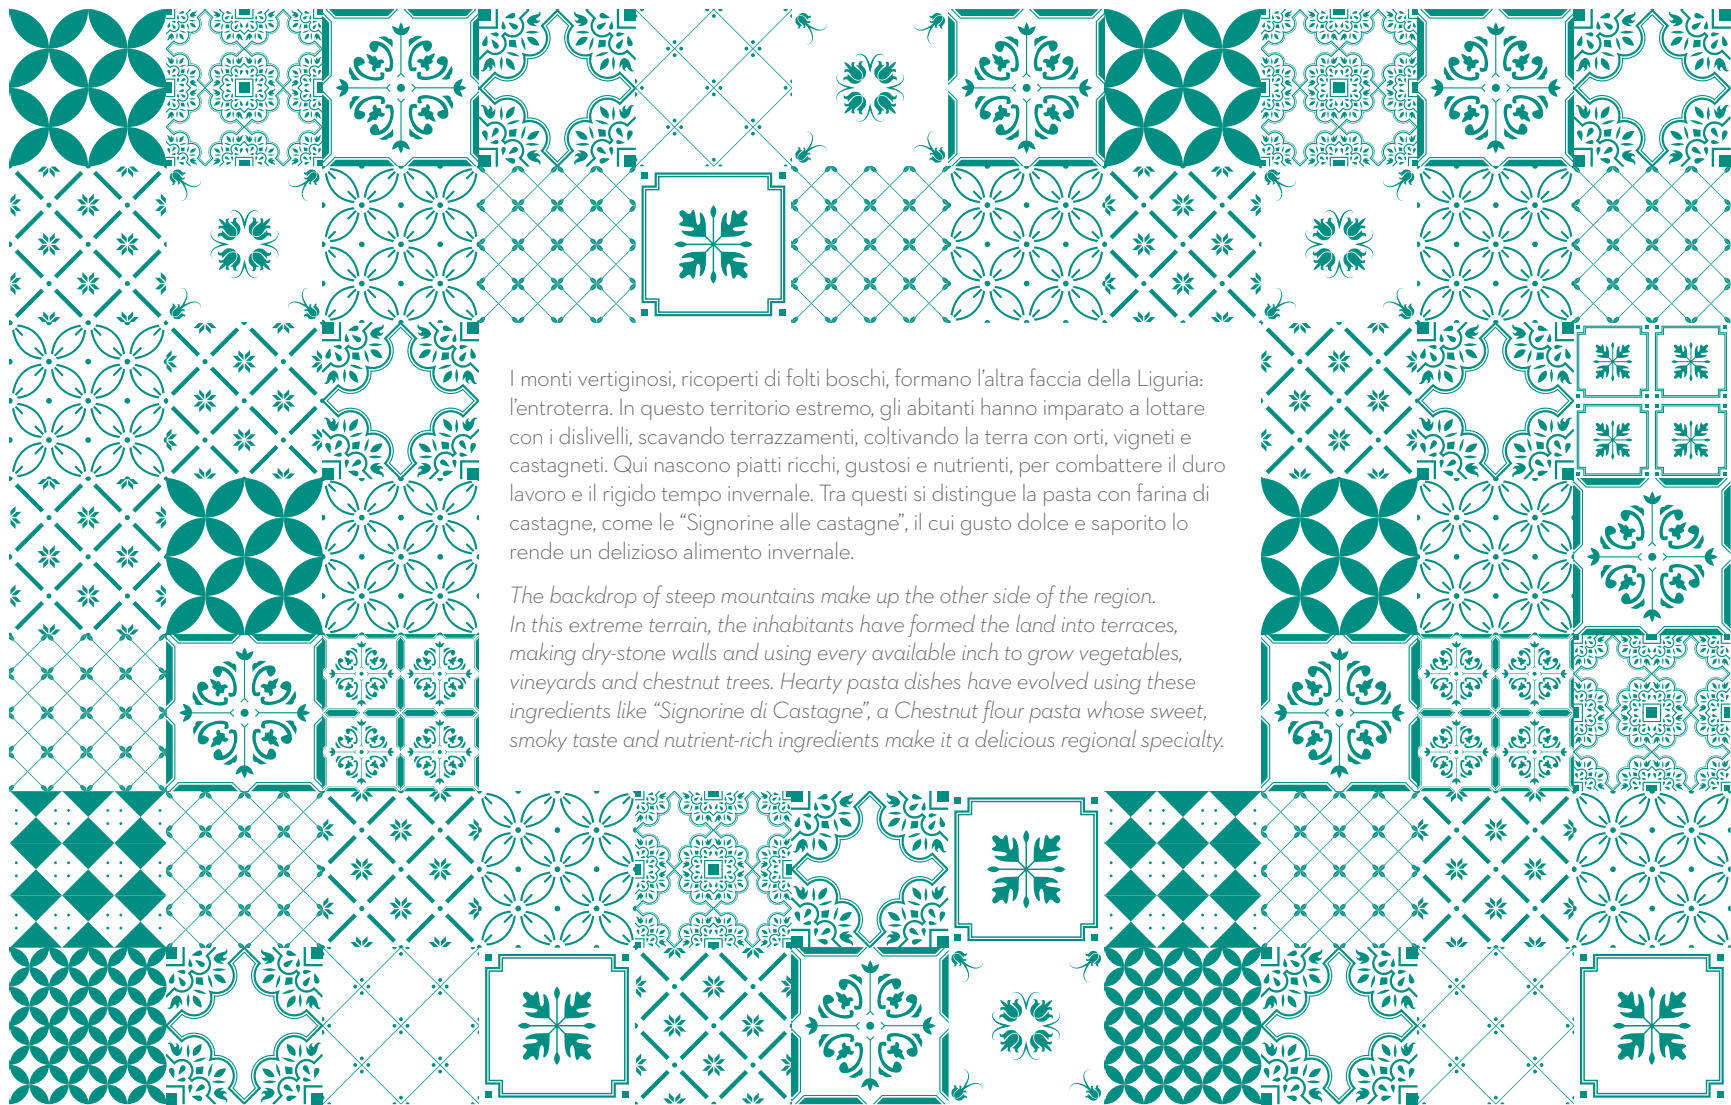 I monti vertiginosi, ricoperti di folti boschi, formano l’altra faccia della Liguria:
l’entroterra. In questo territorio estremo, gli abitanti hanno imparato a lottare
con i dislivelli, scavando terrazzamenti, coltivando la terra con orti, vigneti e
castagneti. Qui nascono piatti ricchi, gustosi e nutrienti, per combattere il duro
lavoro e il rigido tempo invernale. Tra questi si distingue la pasta con farina di
castagne, come le “Signorine alle castagne”, il cui gusto dolce e saporito lo
rende un delizioso alimento invernale.
The backdrop of steep mountains make up the other side of the region.
In this extreme terrain, the inhabitants have formed the land into terraces,
making dry-stone walls and using every available inch to grow vegetables,
vineyards and chestnut trees. Hearty pasta dishes have evolved using these
ingredients like “Signorine di Castagne”, a Chestnut flour pasta whose sweet,
smoky taste and nutrient-rich ingredients make it a delicious regional specialty.